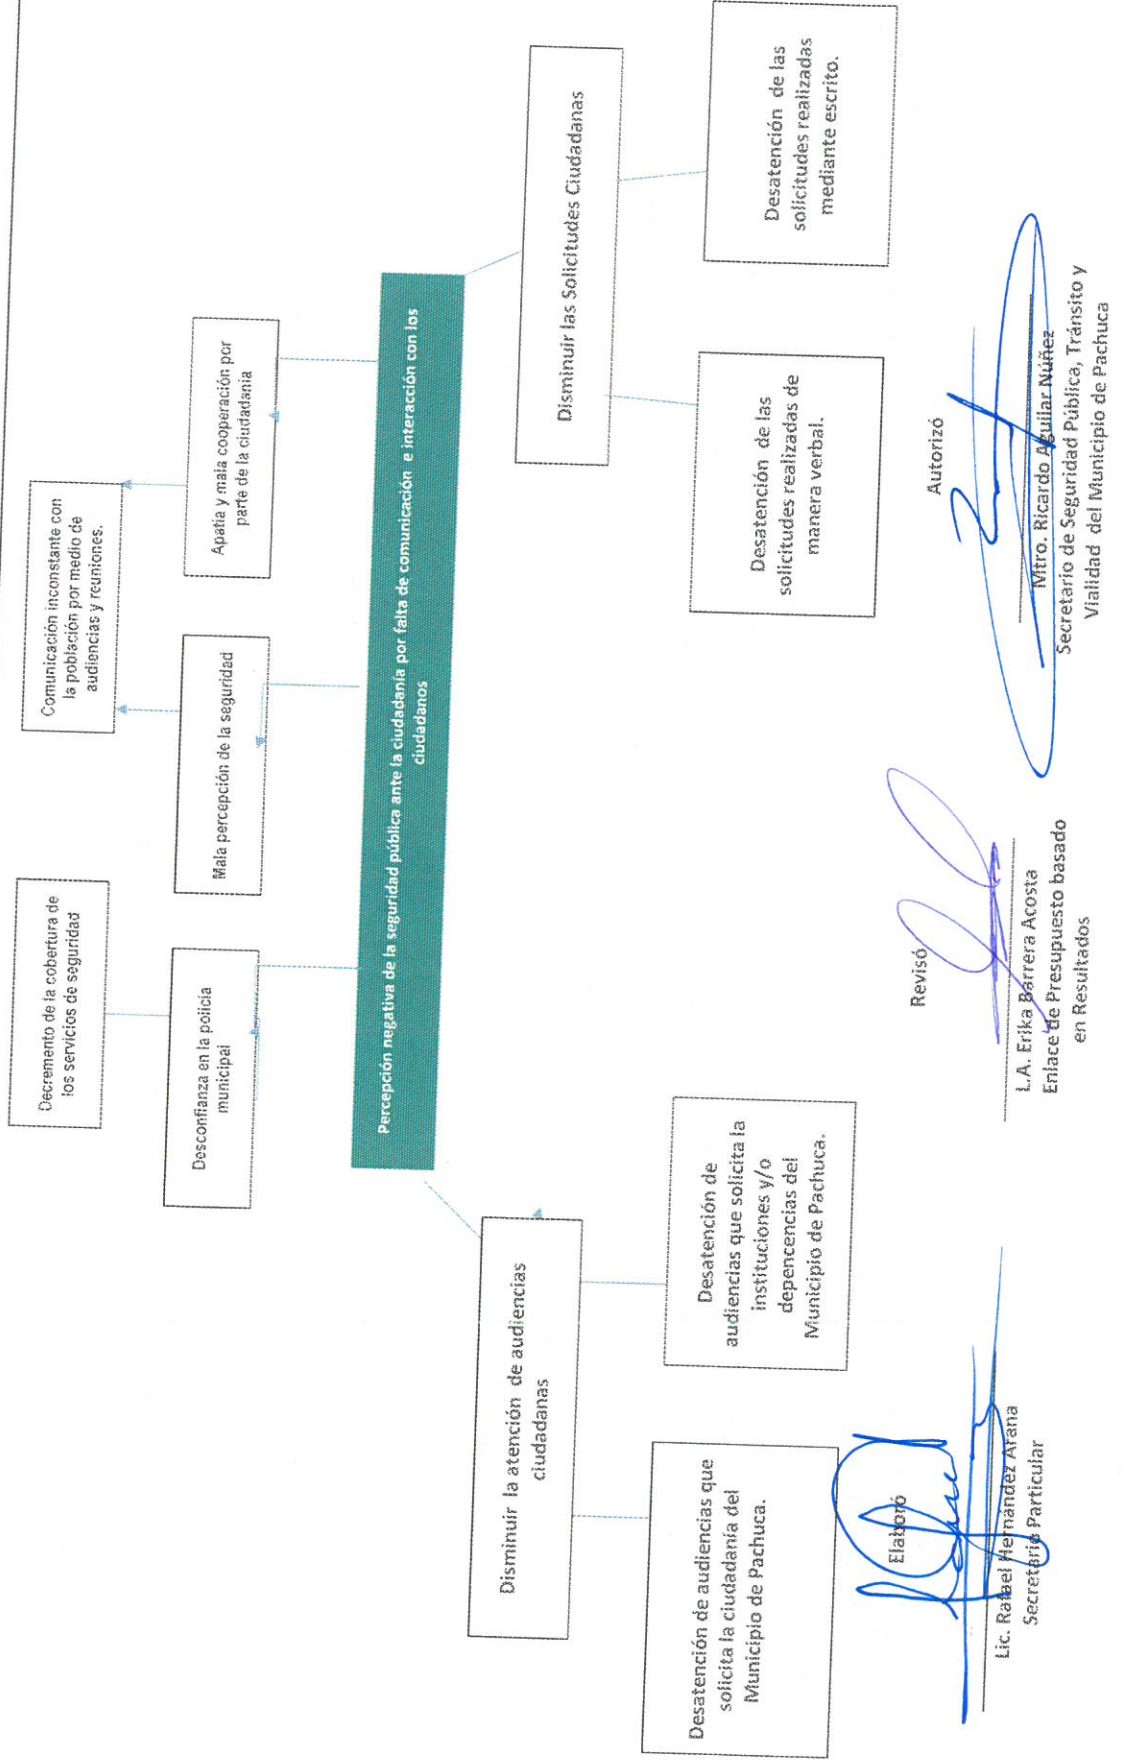 Decremento de la cobertura de
los servicios de seguridad
Comunicación inconstante con
la población por medio de
audiencias y reuniones.
Desconfianza en la policia
municipal
Mala percepción de la seguridad
Apatía y mala cooperación por
parte de la ciudadania
Percepción negativa de la seguridad pública ante la ciudadanía por falta de comunicación e interacción con los
ciudadanos
Disminuir la atención de audiencias
ciudadanas
Disminuir las Solicitudes Ciudadanas
Desatención de audiencias que
solicita la ciudadanía del
Municipio de Pachuca.
Desatención de
audiencias que solicita la
instituciones y/o
depencencias del
Municipio de Pachuca.
Desatención de las
solicitudes realizadas de
manera verbal.
Desatención de las
solicitudes realizadas
mediante escrito.
Elaboró
Lic. Rafael Hernández Arana
Secretario Particular
Revisó
L.A. Erika Barrera Acosta
Enlace de Presupuesto basado
en Resultados
Autorizó
Mtro. Ricardo Aguilar Núñez
Secretario de Seguridad Pública, Tránsito y
Vialidad del Municipio de Pachuca